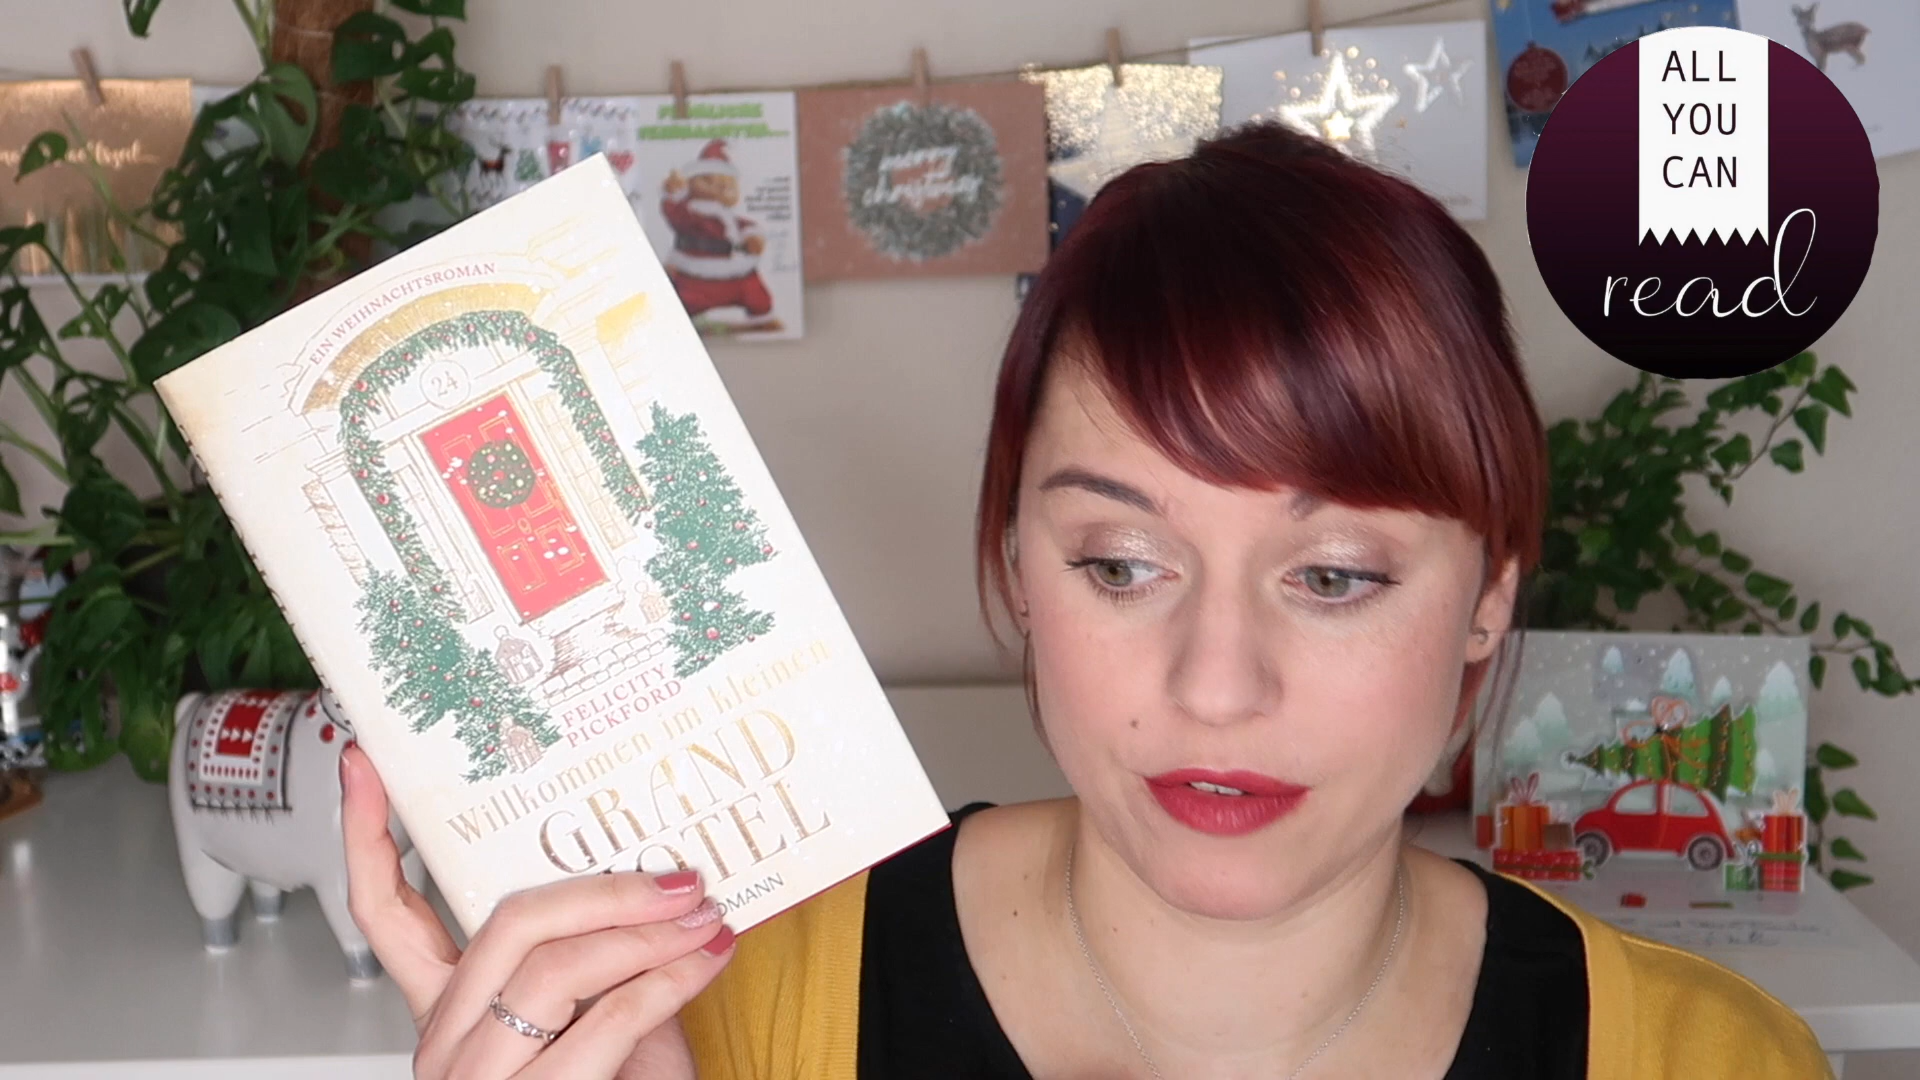 ALL
YOU
CAN
read
merry
christmas
EIN WEIHNACHTSROMAN
24
FELICITY
PICKFORD
Willkommen im kleinen
GRAND
HOTEL